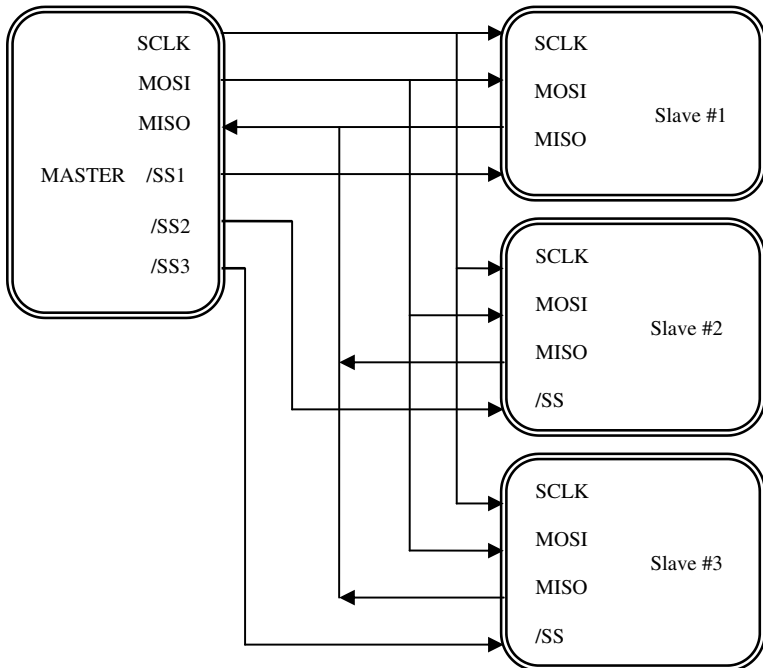 SCLK
MOSI
MISO
MASTER /SS1
/SS2
/SS3
SCLK
MOSI
MISO
Slave #1
SCLK
MOSI
MISO
/SS
Slave #2
SCLK
MOSI
MISO
/SS
Slave #3